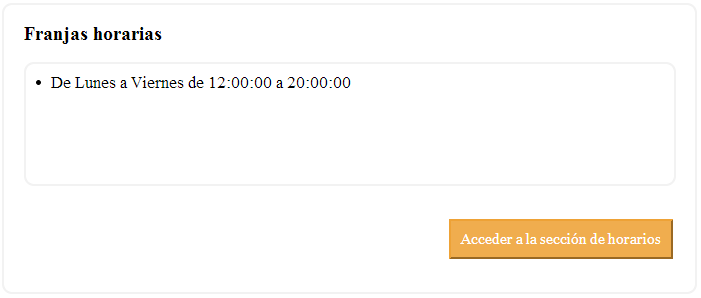 Franjas horarias
De Lunes a Viernes de 12:00:00 a 20:00:00
Acceder a la sección de horarios